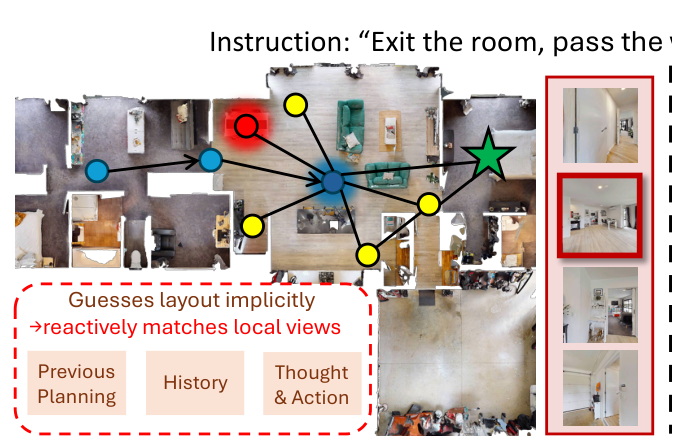 Instruction: “Exit the room, pass the
Guesses layout implicitly
→reactively matches local views
Previous
Planning
History
Thought
& Action